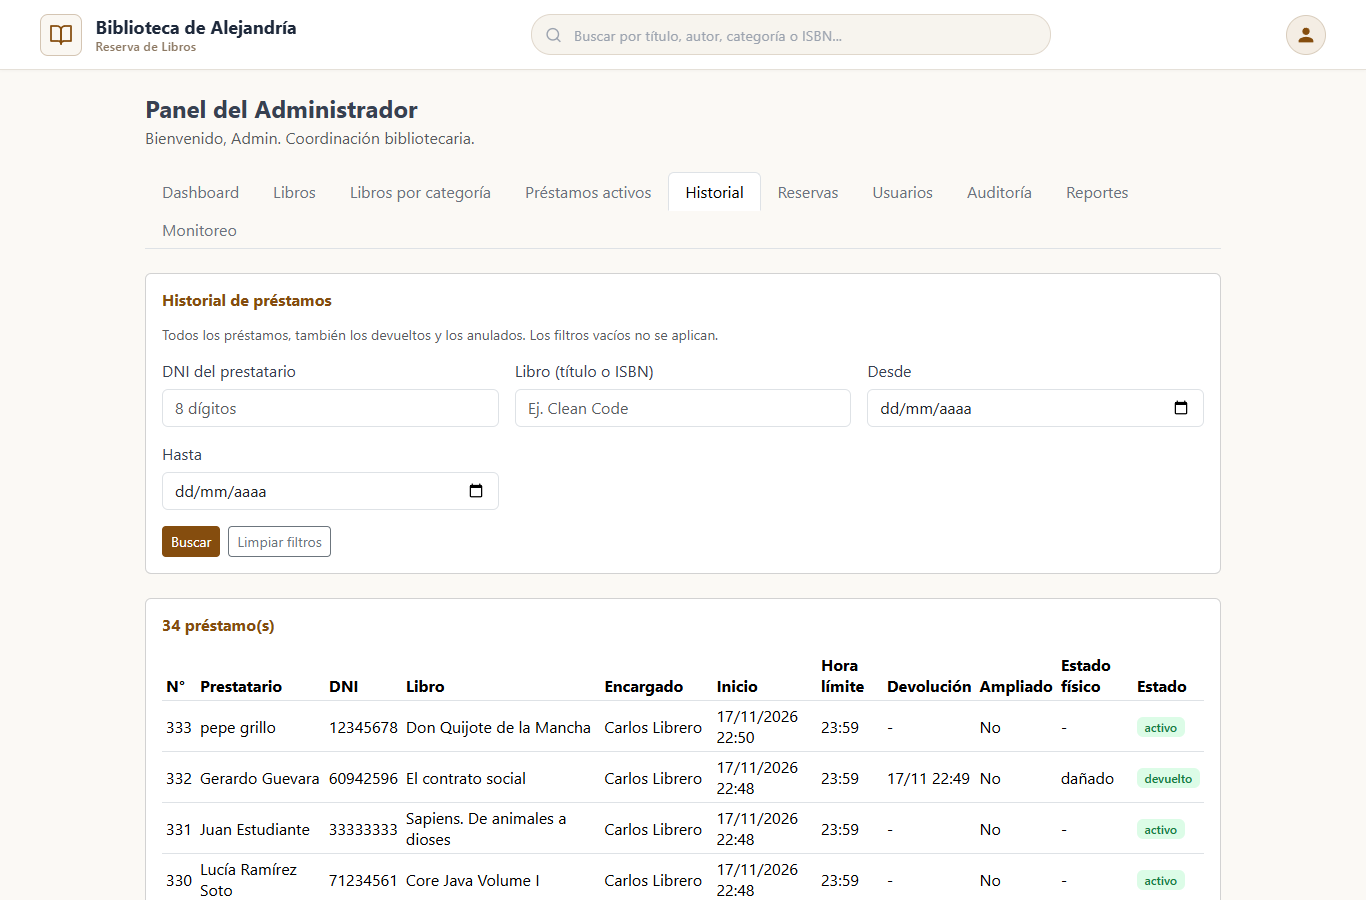 Biblioteca de Alejandría
Reserva de Libros
Buscar por título, autor, categoría o ISBN...
Panel del Administrador
Bienvenido, Admin. Coordinación bibliotecaria.
Dashboard Libros Libros por categoría Préstamos activos Historial Reservas Usuarios Auditoría Reportes
Monitoreo
Historial de préstamos
Todos los préstamos, también los devueltos y los anulados. Los filtros vacíos no se aplican.
DNI del prestatario Libro (título o ISBN) Desde
8 dígitos Ej. Clean Code dd/mm/aaaa
Hasta
dd/mm/aaaa
Buscar Limpiar filtros
34 préstamo(s)
N° Prestatario DNI Libro Encargado Inicio Hora límite Devolución Ampliado Estado físico Estado
333 pepe grillo 12345678 Don Quijote de la Mancha Carlos Librero 17/11/2026 22:50 23:59 - No - activo
332 Gerardo Guevara 60942596 El contrato social Carlos Librero 17/11/2026 22:48 23:59 17/11 22:49 No dañado devuelto
331 Juan Estudiante 33333333 Sapiens. De animales a dioses Carlos Librero 17/11/2026 22:48 23:59 - No - activo
330 Lucía Ramírez Soto 71234561 Core Java Volume I Carlos Librero 17/11/2026 22:48 23:59 - No - activo